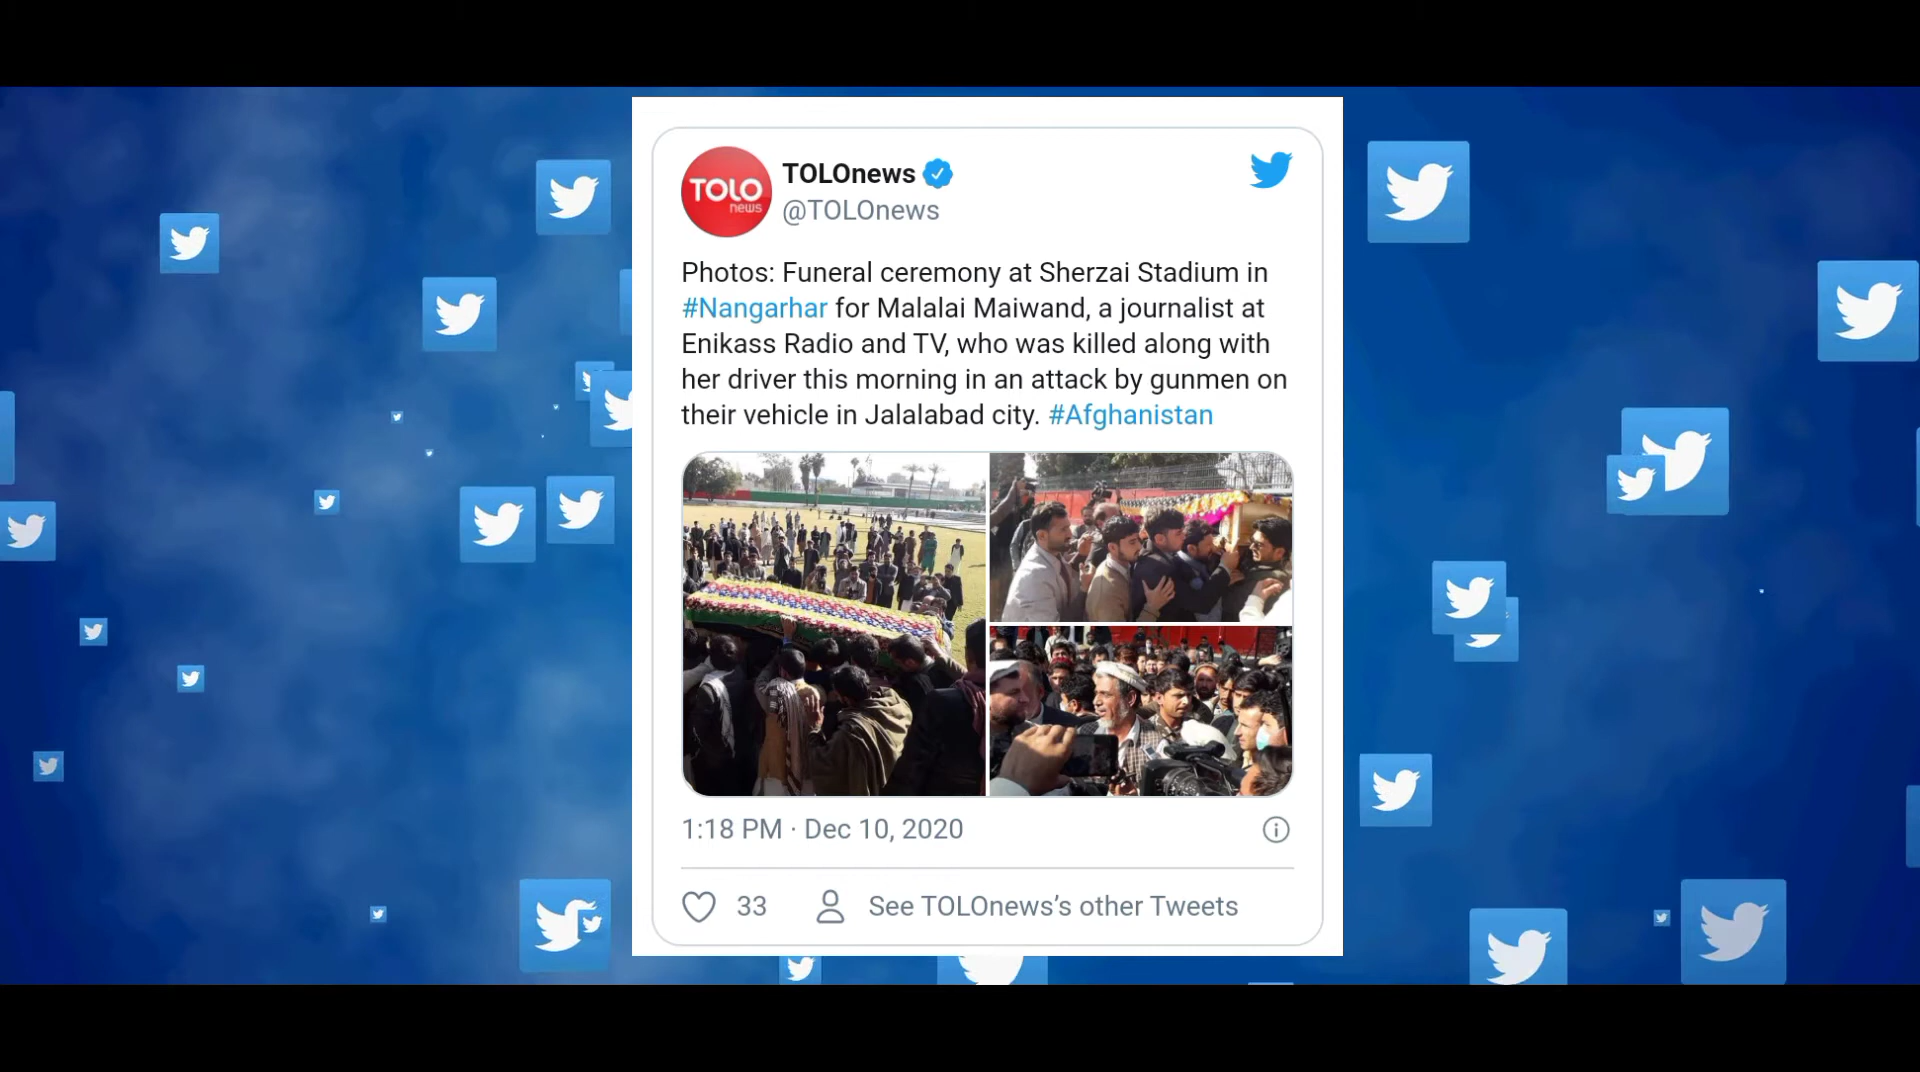 TOLO
news
TOLOnews
@TOLOnews
Photos: Funeral ceremony at Sherzai Stadium in
#Nangarhar for Malalai Maiwand, a journalist at
Enikass Radio and TV, who was killed along with
her driver this morning in an attack by gunmen on
their vehicle in Jalalabad city. #Afghanistan
1:18 PM · Dec 10, 2020
33
See TOLOnews’s other Tweets